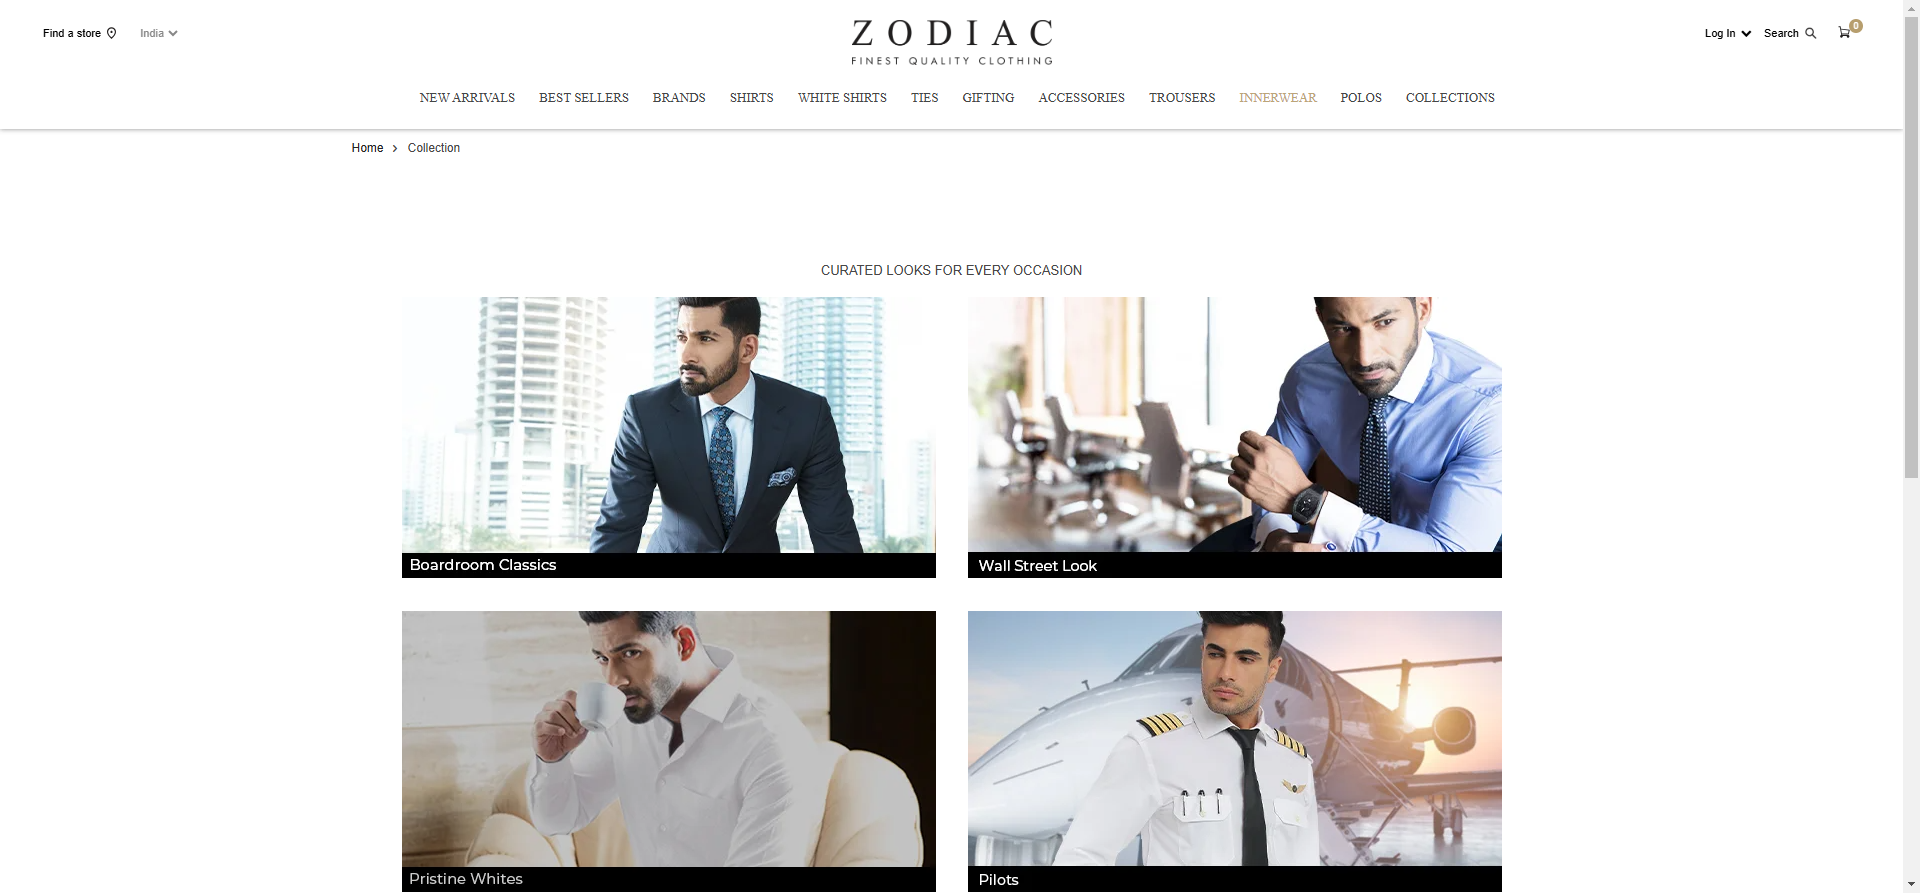 Find a store
India
ZODIAC
FINEST QUALITY CLOTHING
Log In
Search
0
NEW ARRIVALS
BEST SELLERS
BRANDS
SHIRTS
WHITE SHIRTS
TIES
GIFTING
ACCESSORIES
TROUSERS
INNERWEAR
POLOS
COLLECTIONS
Home
Collection
CURATED LOOKS FOR EVERY OCCASION
Boardroom Classics
Wall Street Look
Pristine Whites
Pilots